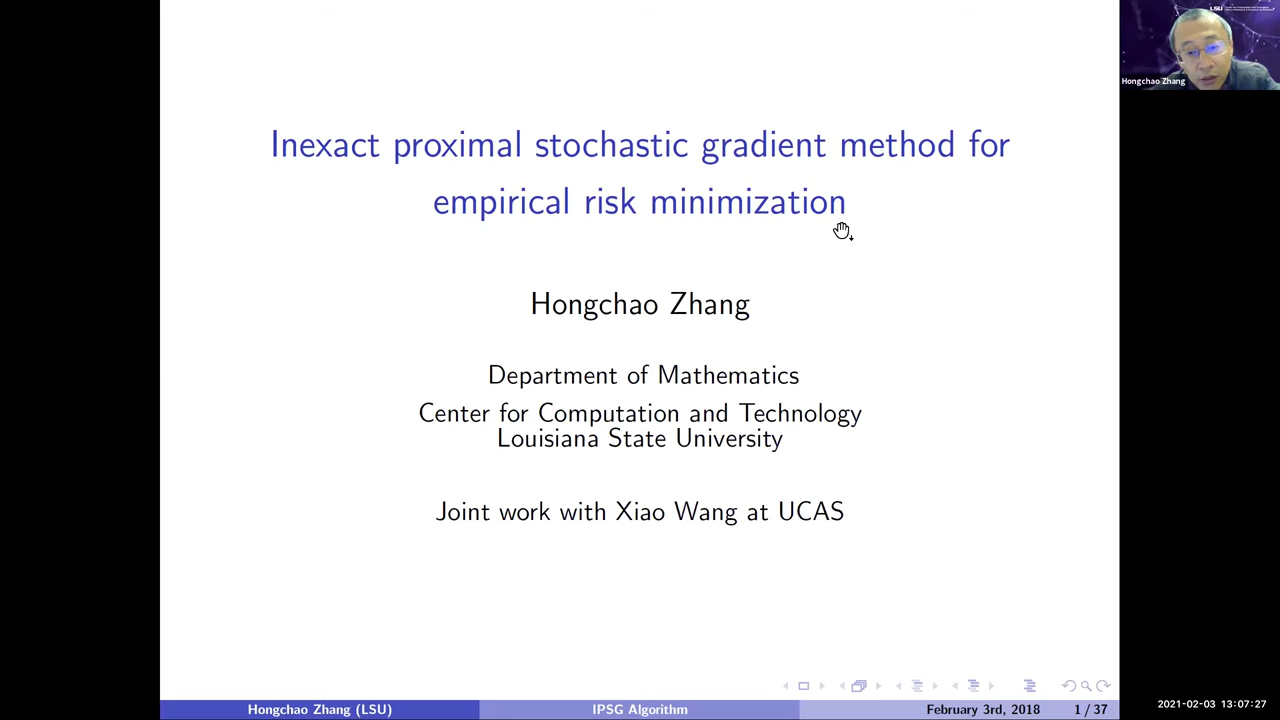 Inexact proximal stochastic gradient method for
empirical risk minimization
Hongchao Zhang
Department of Mathematics
Center for Computation and Technology
Louisiana State University
Joint work with Xiao Wang at UCAS
Hongchao Zhang (LSU)
IPSG Algorithm
February 3rd, 2018
1 / 37
LSU
Hongchao Zhang
2021-02-03 13:07:27